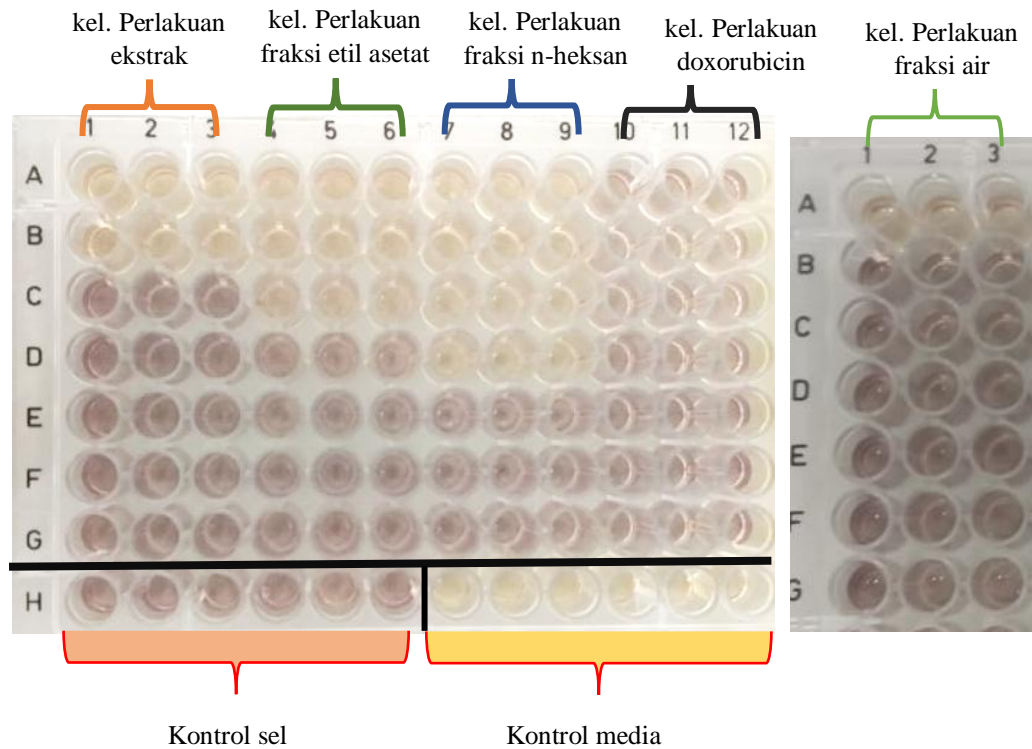 kel. Perlakuan
ekstrak
kel. Perlakuan
fraksi etil asetat
kel. Perlakuan
fraksi n-heksan
kel. Perlakuan
doxorubicin
kel. Perlakuan
fraksi air
1 2 3 4 5 6 7 8 9 10 11 12
A
B
C
D
E
F
G
H
1 2 3
A
B
C
D
E
F
G
Kontrol sel
Kontrol media